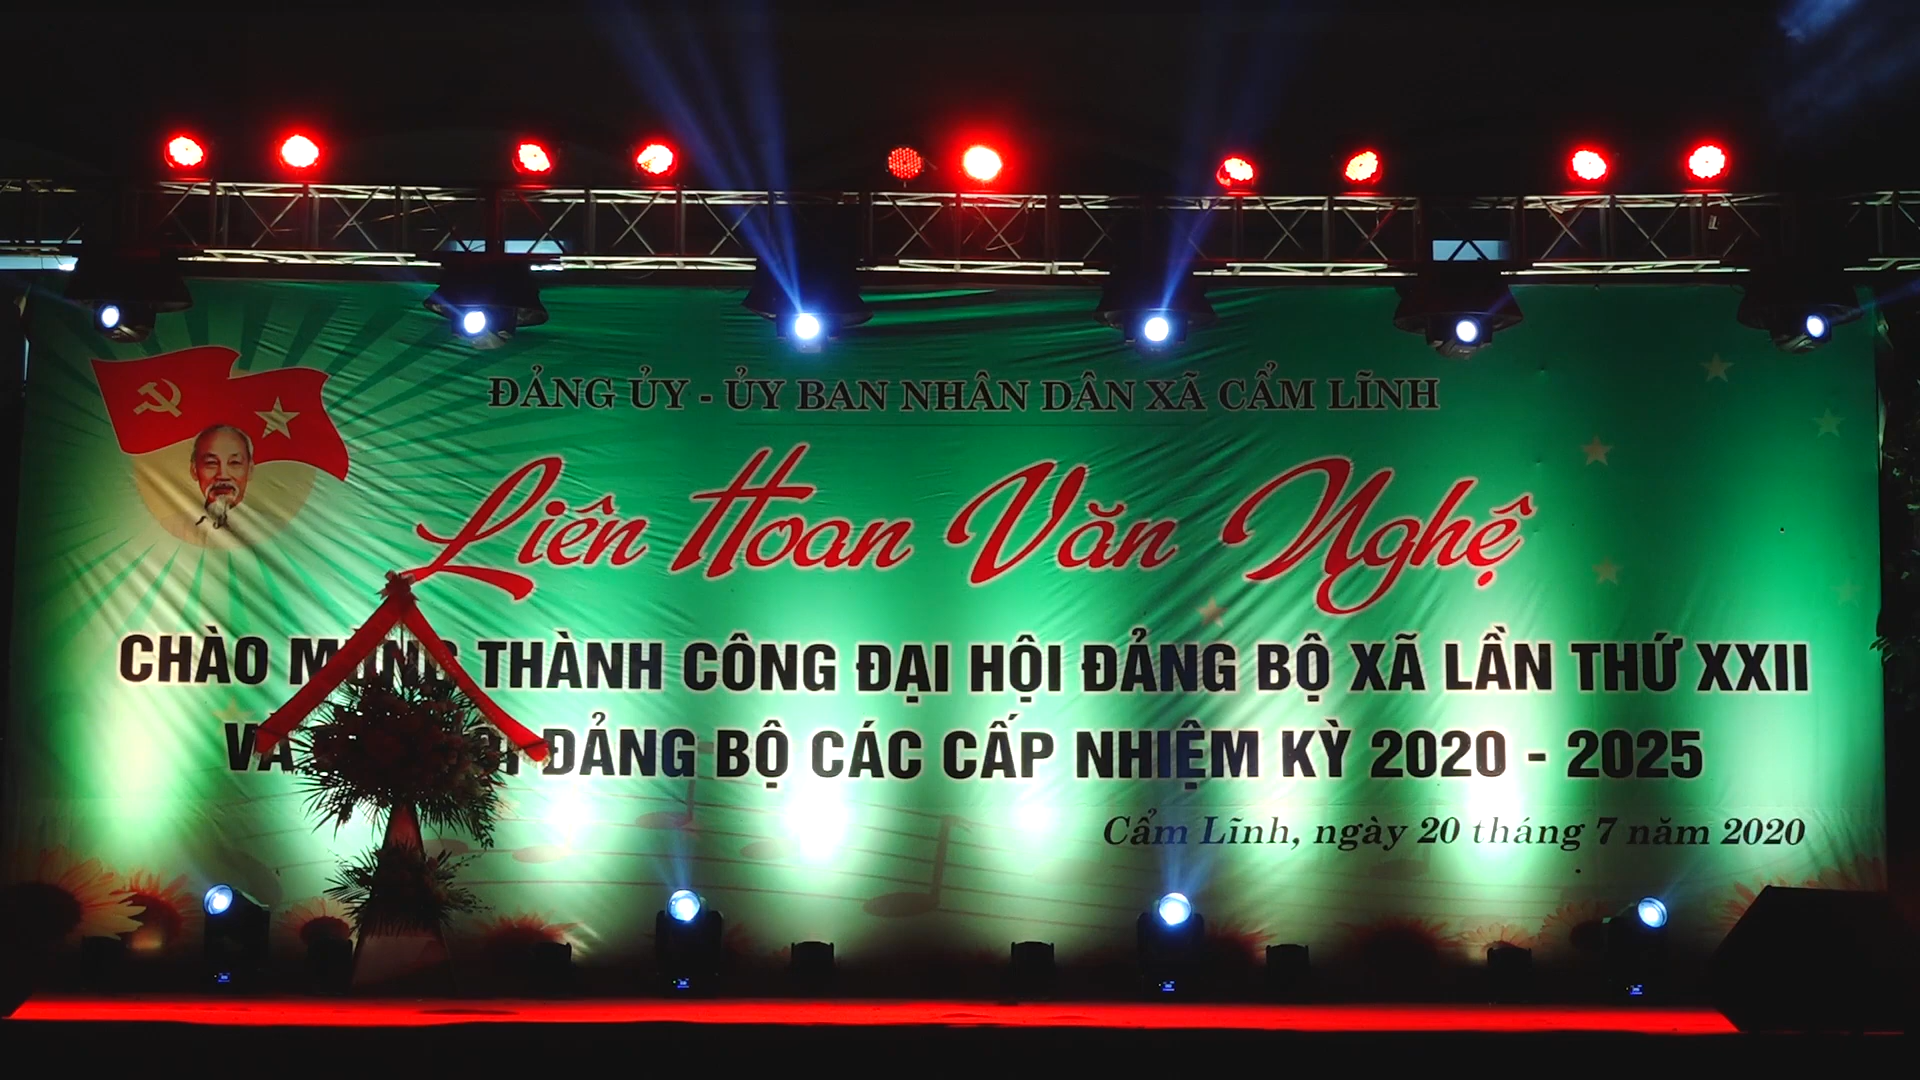 ĐẢNG ỦY - ỦY BAN NHÂN DÂN XÃ CẨM LĨNH
Liên Hoan Văn Nghệ
CHÀO MỪNG THÀNH CÔNG ĐẠI HỘI ĐẢNG BỘ XÃ LẦN THỨ XXII
VÀ ĐẢNG BỘ CÁC CẤP NHIỆM KỲ 2020 - 2025
Cẩm Lĩnh, ngày 20 tháng 7 năm 2020